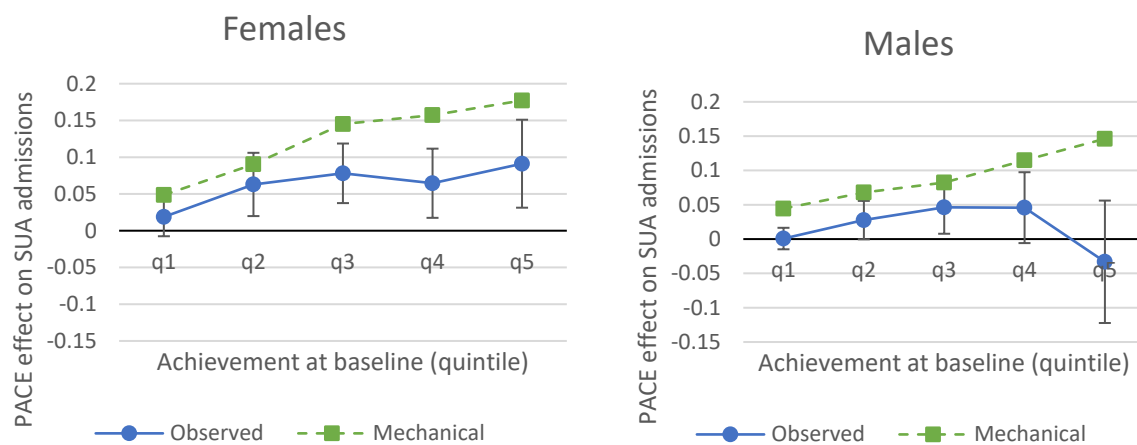 Females
PACE effect on SUA admissions
0.2
0.15
0.1
0.05
0
-0.05
-0.1
-0.15
q1 q2 q3 q4 q5
Achievement at baseline (quintile)
Observed Mechanical
Males
PACE effect on SUA admissions
0.2
0.15
0.1
0.05
0
-0.05
-0.1
-0.15
q1 q2 q3 q4 q5
Achievement at baseline (quintile)
Observed Mechanical